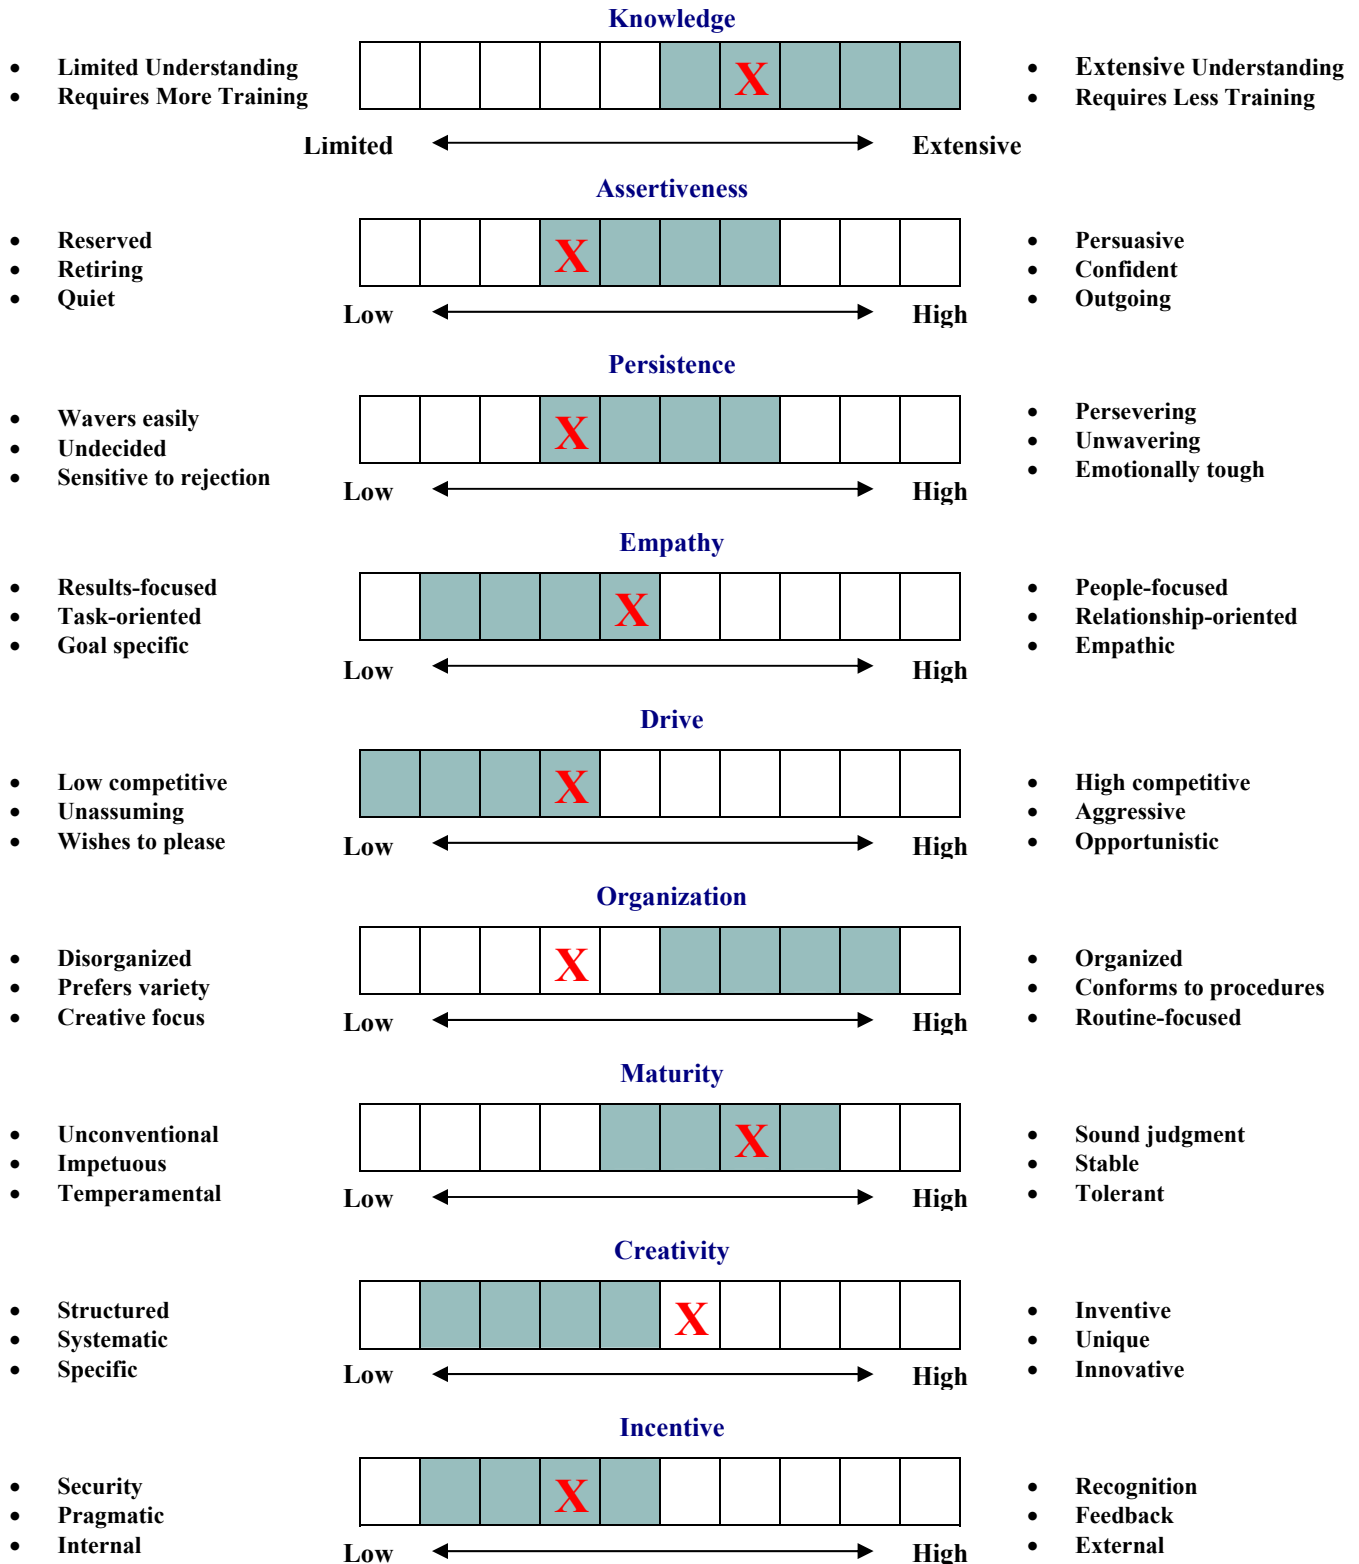 Knowledge
• Limited Understanding
• Requires More Training
X
• Extensive Understanding
• Requires Less Training
Limited Extensive
Assertiveness
• Reserved
• Retiring
• Quiet
X
• Persuasive
• Confident
• Outgoing
Low High
Persistence
• Wavers easily
• Undecided
• Sensitive to rejection
X
• Persevering
• Unwavering
• Emotionally tough
Low High
Empathy
• Results-focused
• Task-oriented
• Goal specific
X
• People-focused
• Relationship-oriented
• Empathic
Low High
Drive
• Low competitive
• Unassuming
• Wishes to please
X
• High competitive
• Aggressive
• Opportunistic
Low High
Organization
• Disorganized
• Prefers variety
• Creative focus
X
• Organized
• Conforms to procedures
• Routine-focused
Low High
Maturity
• Unconventional
• Impetuous
• Temperamental
X
• Sound judgment
• Stable
• Tolerant
Low High
Creativity
• Structured
• Systematic
• Specific
X
• Inventive
• Unique
• Innovative
Low High
Incentive
• Security
• Pragmatic
• Internal
X
• Recognition
• Feedback
• External
Low High